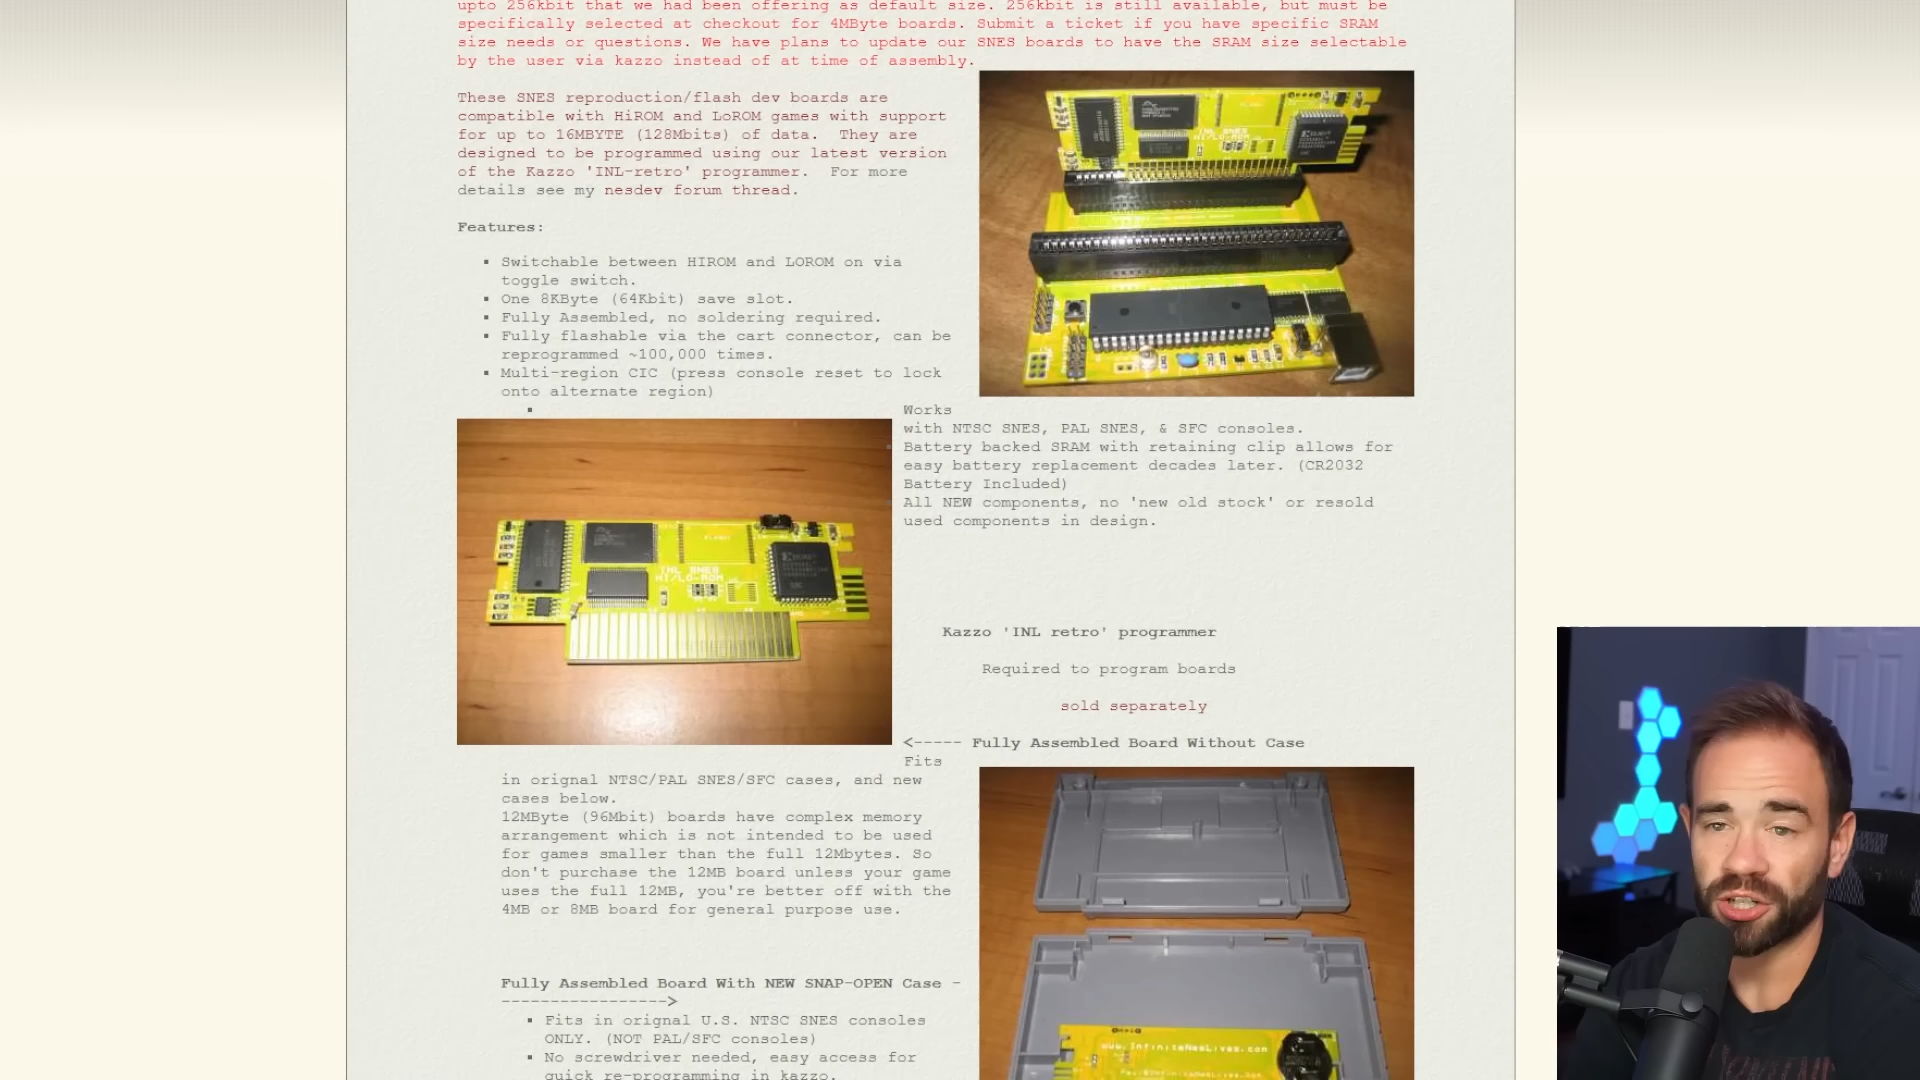 upto 256kbit that we had been offering as default size. 256kbit is still available, but must be
specifically selected at checkout for 4MByte boards. Submit a ticket if you have specific SRAM
size needs or questions. We have plans to update our SNES boards to have the SRAM size selectable
by the user via kazzo instead of at time of assembly.
These SNES reproduction/flash dev boards are
compatible with HiROM and LoROM games with support
for up to 16MBYTE (128Mbits) of data. They are
designed to be programmed using our latest version
of the Kazzo 'INL-retro' programmer. For more
details see my nesdev forum thread.
Features:
Switchable between HIROM and LOROM on via
toggle switch.
One 8KByte (64Kbit) save slot.
Fully Assembled, no soldering required.
Fully flashable via the cart connector, can be
reprogrammed ~100,000 times.
Multi-region CIC (press console reset to lock
onto alternate region)
Works
with NTSC SNES, PAL SNES, & SFC consoles.
Battery backed SRAM with retaining clip allows for
easy battery replacement decades later. (CR2032
Battery Included)
All NEW components, no 'new old stock' or resold
used components in design.
INL SNES
HI/LO-ROM
Kazzo 'INL retro' programmer
Required to program boards
sold separately
<----- Fully Assembled Board Without Case
Fits
in orignal NTSC/PAL SNES/SFC cases, and new
cases below.
12MByte (96Mbit) boards have complex memory
arrangement which is not intended to be used
for games smaller than the full 12Mbytes. So
don't purchase the 12MB board unless your game
uses the full 12MB, you're better off with the
4MB or 8MB board for general purpose use.
Fully Assembled Board With NEW SNAP-OPEN Case -
----------------->
Fits in orignal U.S. NTSC SNES consoles
ONLY. (NOT PAL/SFC consoles)
No screwdriver needed, easy access for
quick re-programming in kazzo.
www.InfiniteNesLives.com